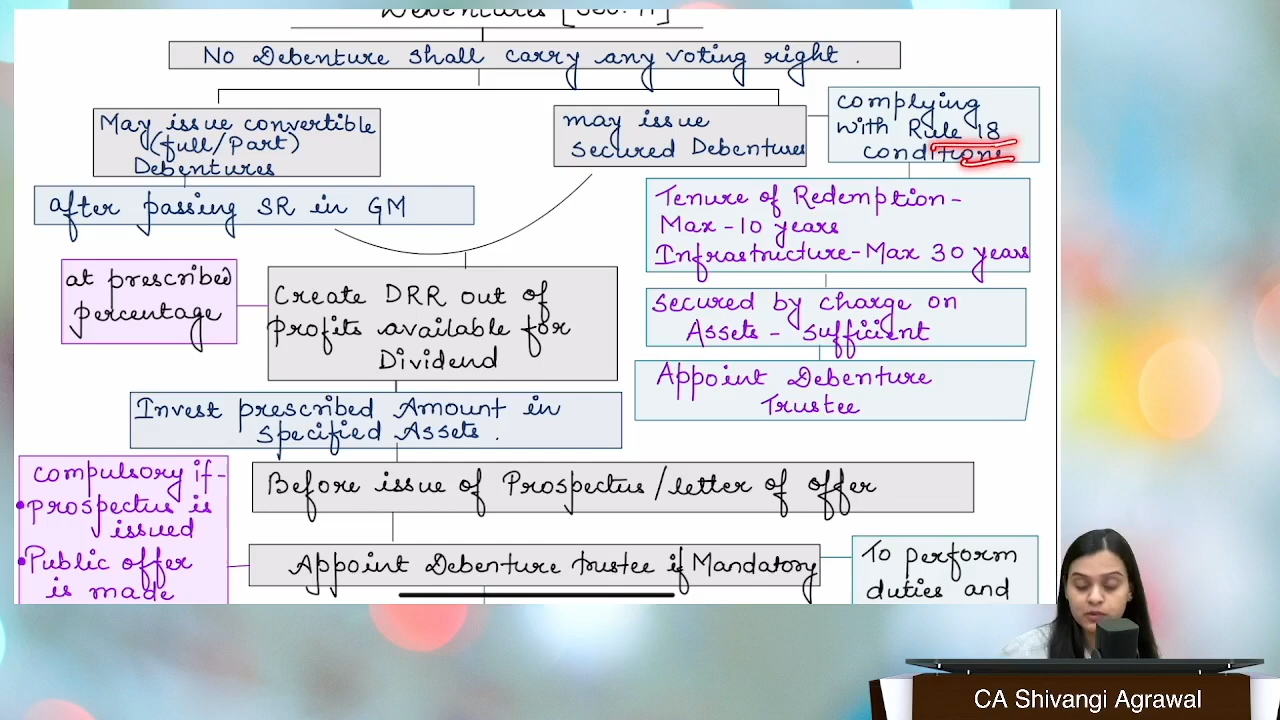 Debentures [Sec. 71]
No Debenture shall carry any voting right.
May issue convertible
(full/Part)
Debentures
may issue
secured Debentures
complying
with Rule 18
conditions
after passing SR in GM
Tenure of Redemption-
Max-10 years
Infrastructure-Max 30 years
at prescribed
percentage
Create DRR out of
profits available for
Dividend
secured by charge on
Assets- sufficient
Appoint Debenture
Trustee
Invest prescribed Amount in
Specified Assets.
compulsory if-
•prospectus is
issued
•Public offer
is made
Before issue of Prospectus/letter of offer
Appoint Debenture trustee if Mandatory
To perform
duties and
CA Shivangi Agrawal